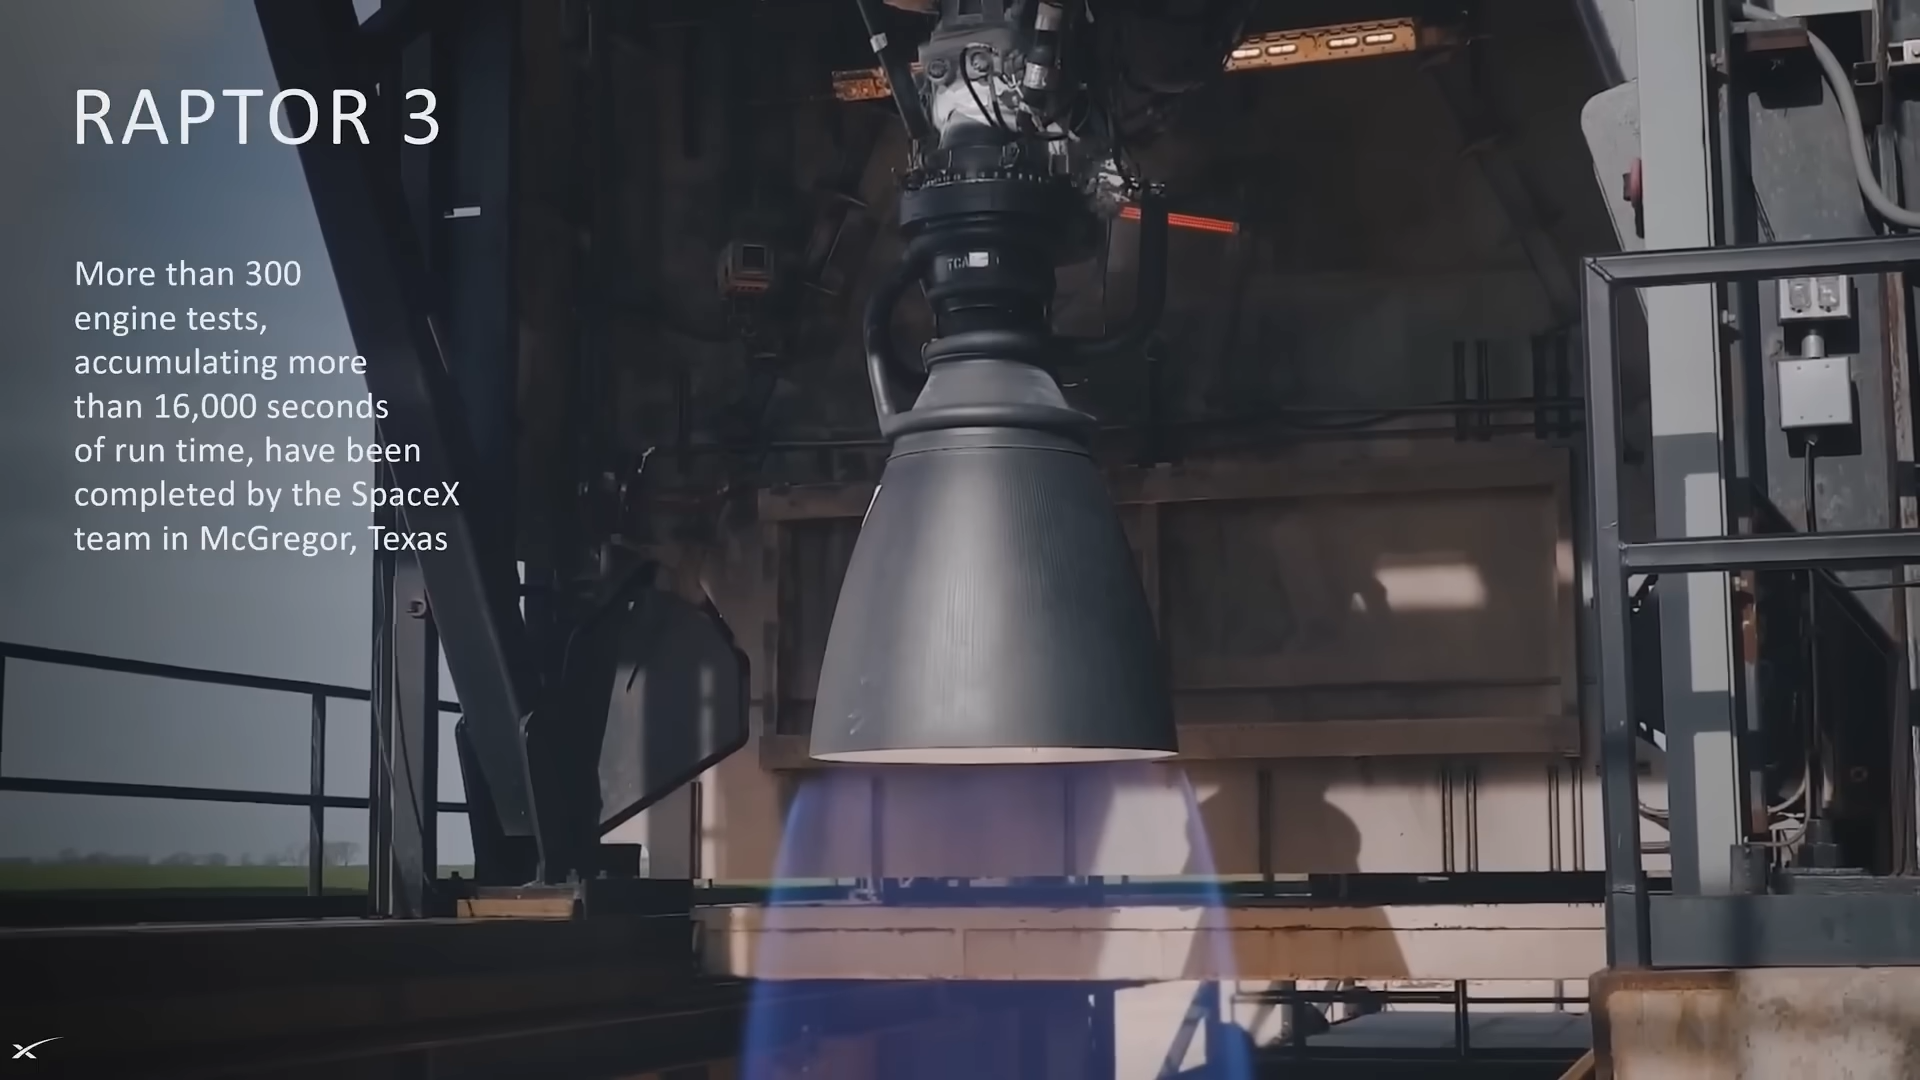 RAPTOR 3
More than 300
engine tests,
accumulating more
than 16,000 seconds
of run time, have been
completed by the SpaceX
team in McGregor, Texas
TCA